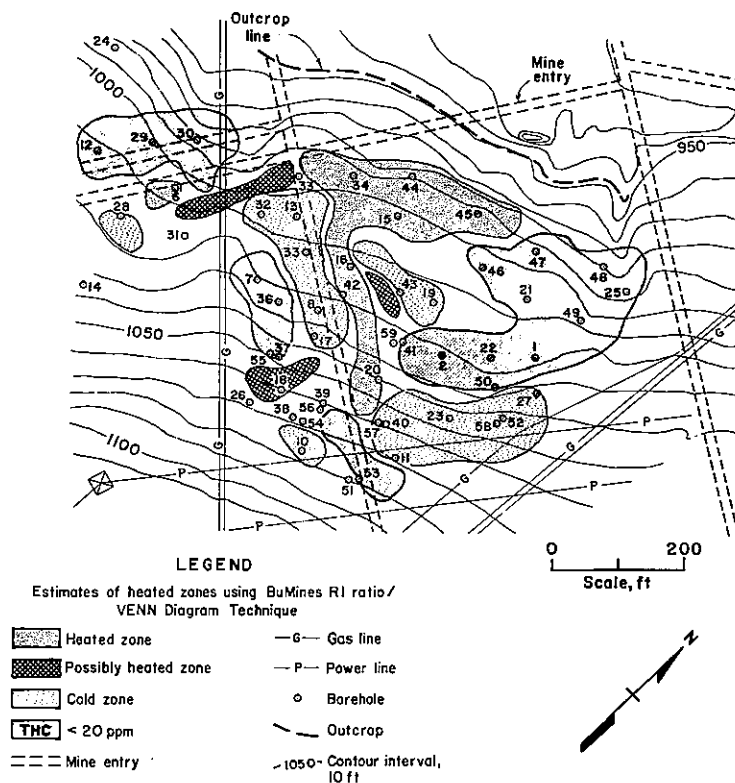 Outcrop
line
G
Mine
entry
24
1000
12
29
30
950
33
34
44
28
32
13
15
45
31
33
18
46
47
48
14
7
36
8
42
43
19
21
25
49
1050
G
37
55
17
59
41
2
22
1
16
20
50
26
39
38
56
54
23
27
57
40
58
52
P
1100
10
11
G
G
G
P
51
53
P
P
LEGEND
0 200
Scale, ft
Estimates of heated zones using BuMines RI ratio/
VENN Diagram Technique
Heated zone
—G— Gas line
Possibly heated zone
—P— Power line
Cold zone
Borehole
THC < 20 ppm
Outcrop
Mine entry
1050 Contour interval,
10 ft
N